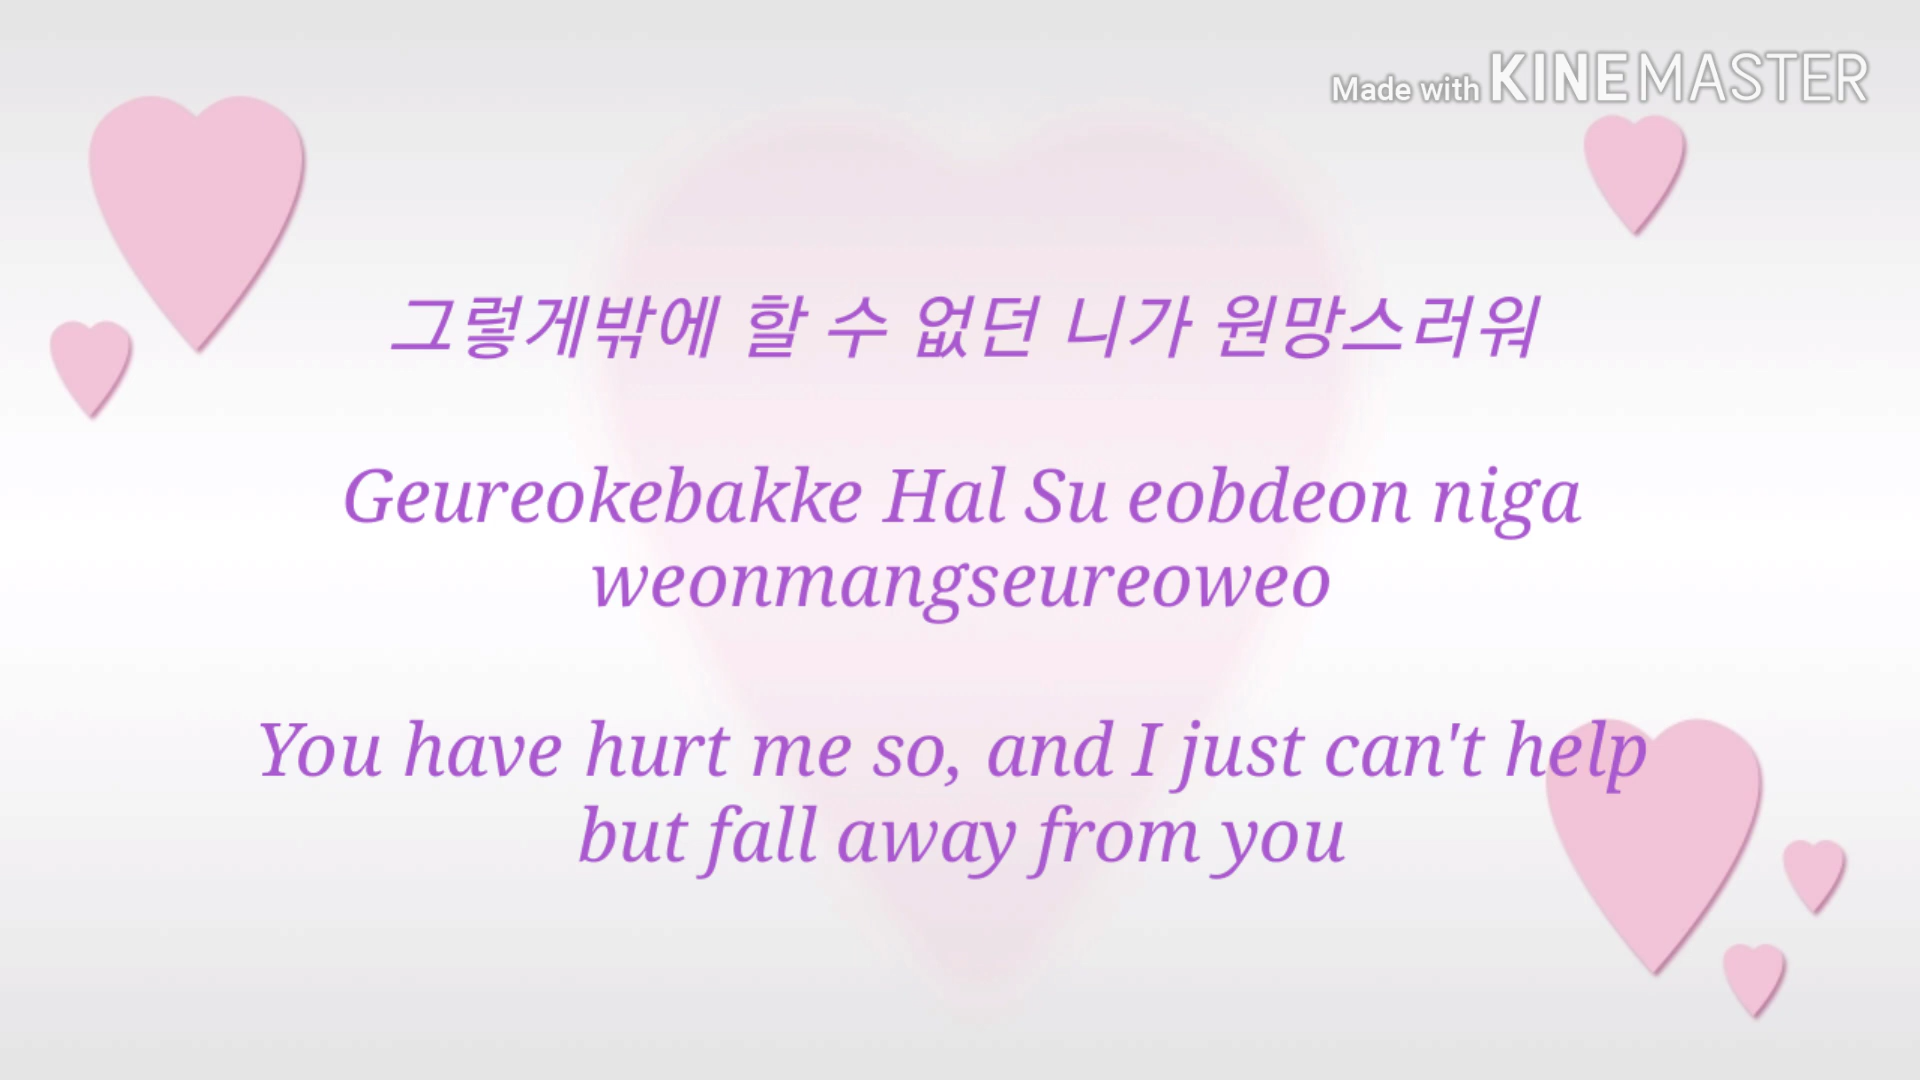 Made with KINEMASTER
그렇게밖에 할 수 없던 니가 원망스러워
Geureokebakke Hal Su eobdeon niga
weonmangseureoweo
You have hurt me so, and I just can't help
but fall away from you